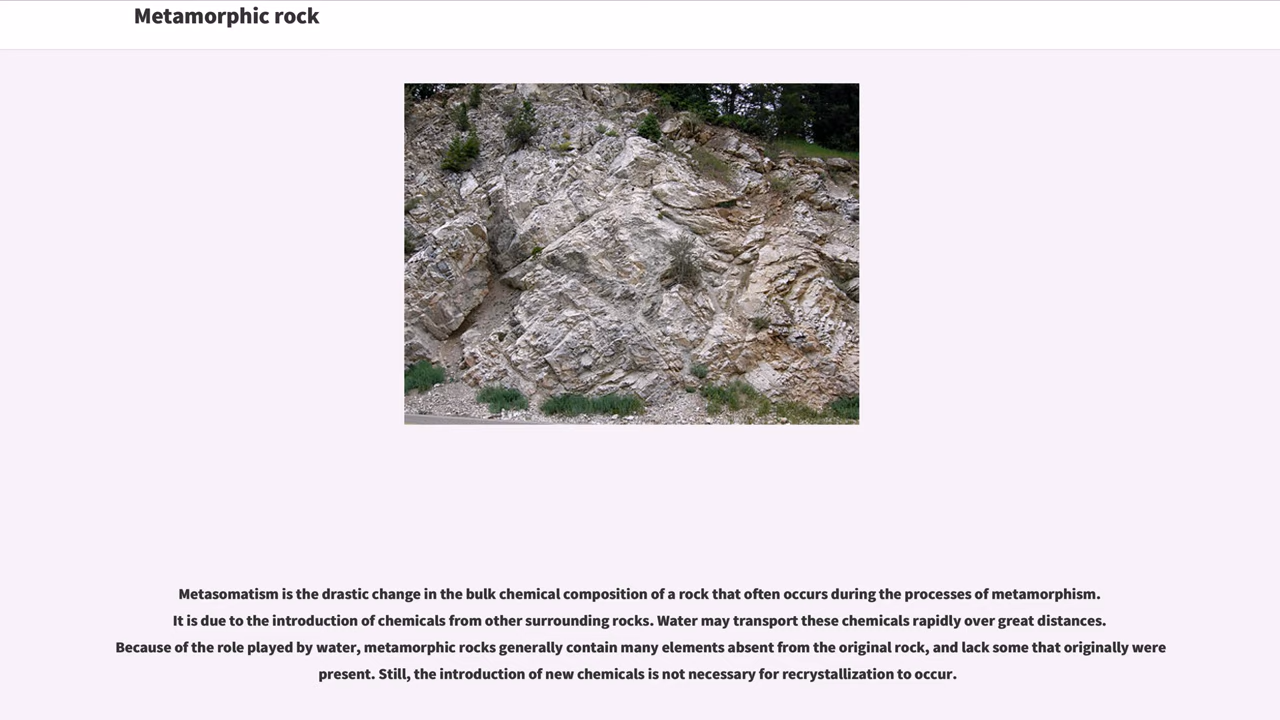 Metamorphic rock
Metasomatism is the drastic change in the bulk chemical composition of a rock that often occurs during the processes of metamorphism.
It is due to the introduction of chemicals from other surrounding rocks. Water may transport these chemicals rapidly over great distances.
Because of the role played by water, metamorphic rocks generally contain many elements absent from the original rock, and lack some that originally were
present. Still, the introduction of new chemicals is not necessary for recrystallization to occur.